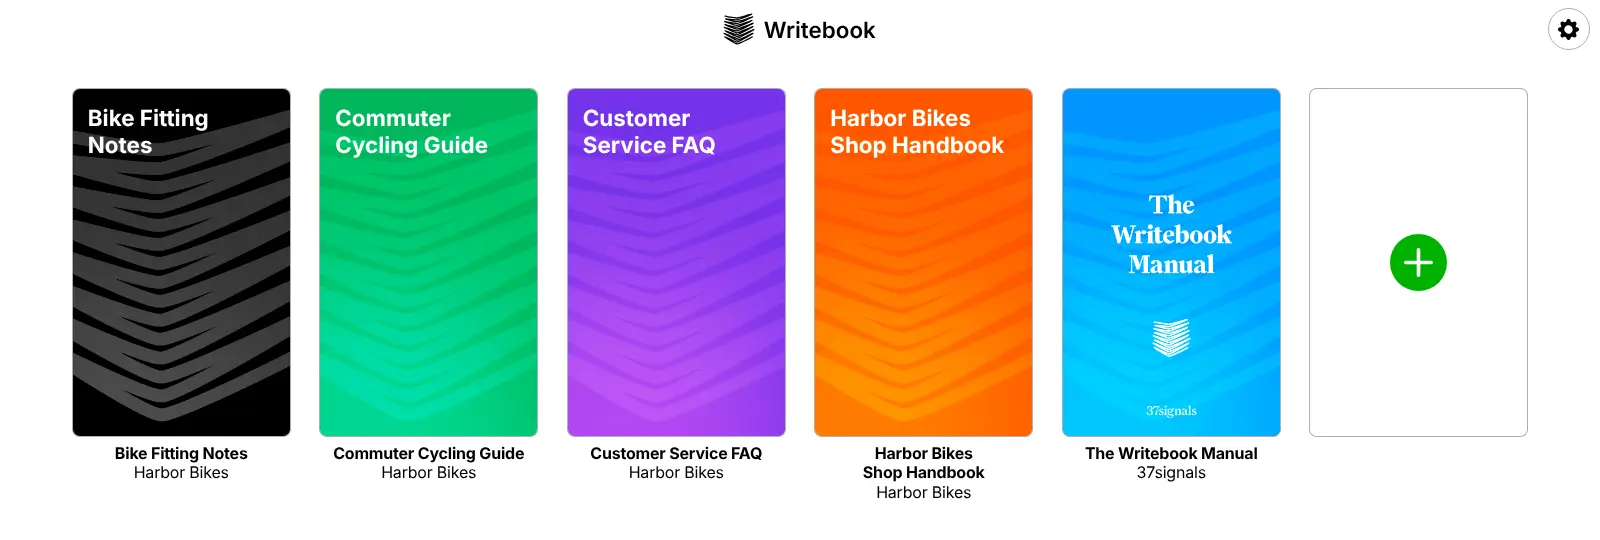 Writebook
Bike Fitting
Notes
Commuter
Cycling Guide
Customer
Service FAQ
Harbor Bikes
Shop Handbook
The
Writebook
Manual
37signals
Bike Fitting Notes
Harbor Bikes
Commuter Cycling Guide
Harbor Bikes
Customer Service FAQ
Harbor Bikes
Harbor Bikes
Shop Handbook
Harbor Bikes
The Writebook Manual
37signals